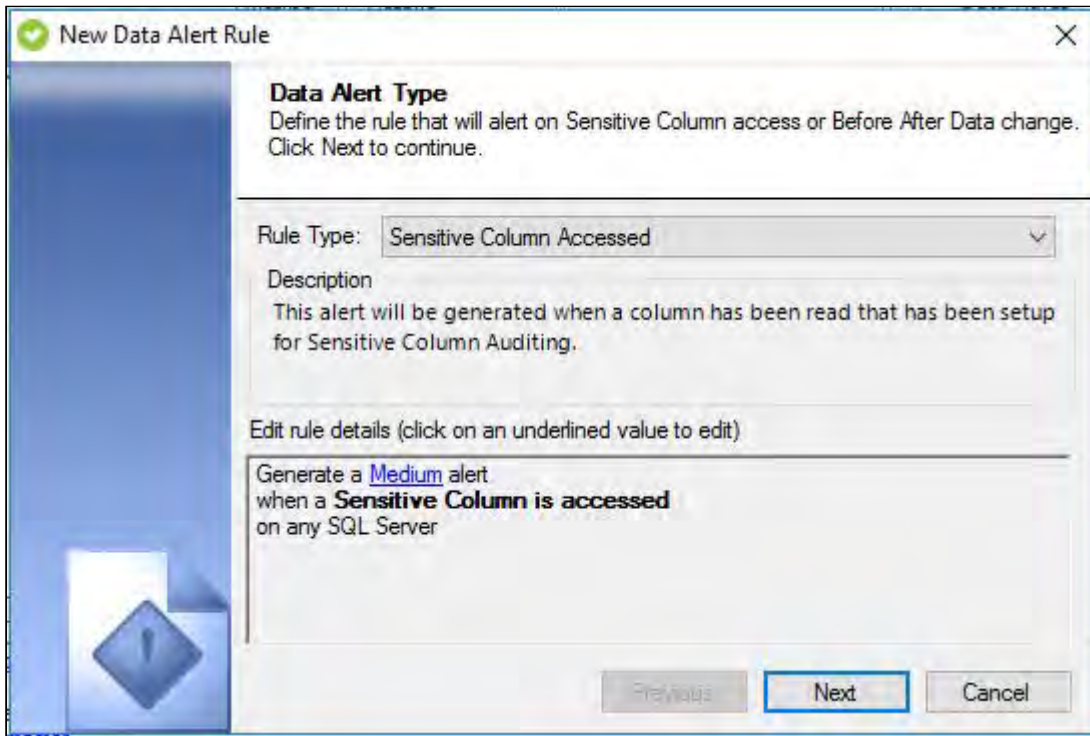 New Data Alert Rule
Data Alert Type
Define the rule that will alert on Sensitive Column access or Before After Data change.
Click Next to continue.
Rule Type: Sensitive Column Accessed
Description
This alert will be generated when a column has been read that has been setup
for Sensitive Column Auditing.
Edit rule details (click on an underlined value to edit)
Generate a Medium alert
when a Sensitive Column is accessed
on any SQL Server
Previous Next Cancel